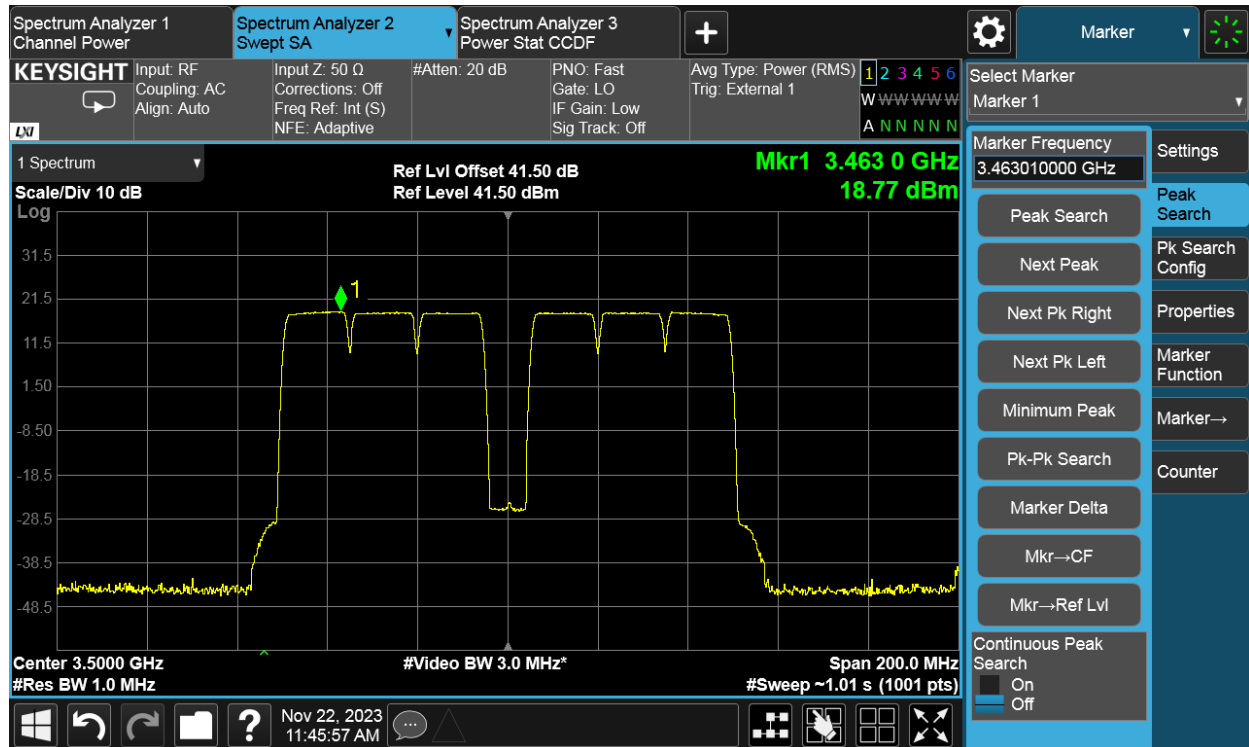 Spectrum Analyzer 1
Channel Power
Spectrum Analyzer 2
Swept SA
Spectrum Analyzer 3
Power Stat CCDF
+
Marker
KEYSIGHT
LXI
Input: RF
Coupling: AC
Align: Auto
Input Z: 50 Ω
Corrections: Off
Freq Ref: Int (S)
NFE: Adaptive
#Atten: 20 dB
PNO: Fast
Gate: LO
IF Gain: Low
Sig Track: Off
Avg Type: Power (RMS)
Trig: External 1
1 2 3 4 5 6
W W W W W W
A N N N N N
Select Marker
Marker 1
1 Spectrum
Scale/Div 10 dB
Log
Ref Lvl Offset 41.50 dB
Ref Level 41.50 dBm
Mkr1 3.463 0 GHz
18.77 dBm
1
31.5
21.5
11.5
1.50
-8.50
-18.5
-28.5
-38.5
-48.5
Center 3.5000 GHz
#Res BW 1.0 MHz
#Video BW 3.0 MHz*
Span 200.0 MHz
#Sweep ~1.01 s (1001 pts)
Marker Frequency
3.463010000 GHz
Peak Search
Next Peak
Next Pk Right
Next Pk Left
Minimum Peak
Pk-Pk Search
Marker Delta
Mkr→CF
Mkr→Ref Lvl
Continuous Peak
Search
On
Off
Settings
Peak
Search
Pk Search
Config
Properties
Marker
Function
Marker→
Counter
?
Nov 22, 2023
11:45:57 AM